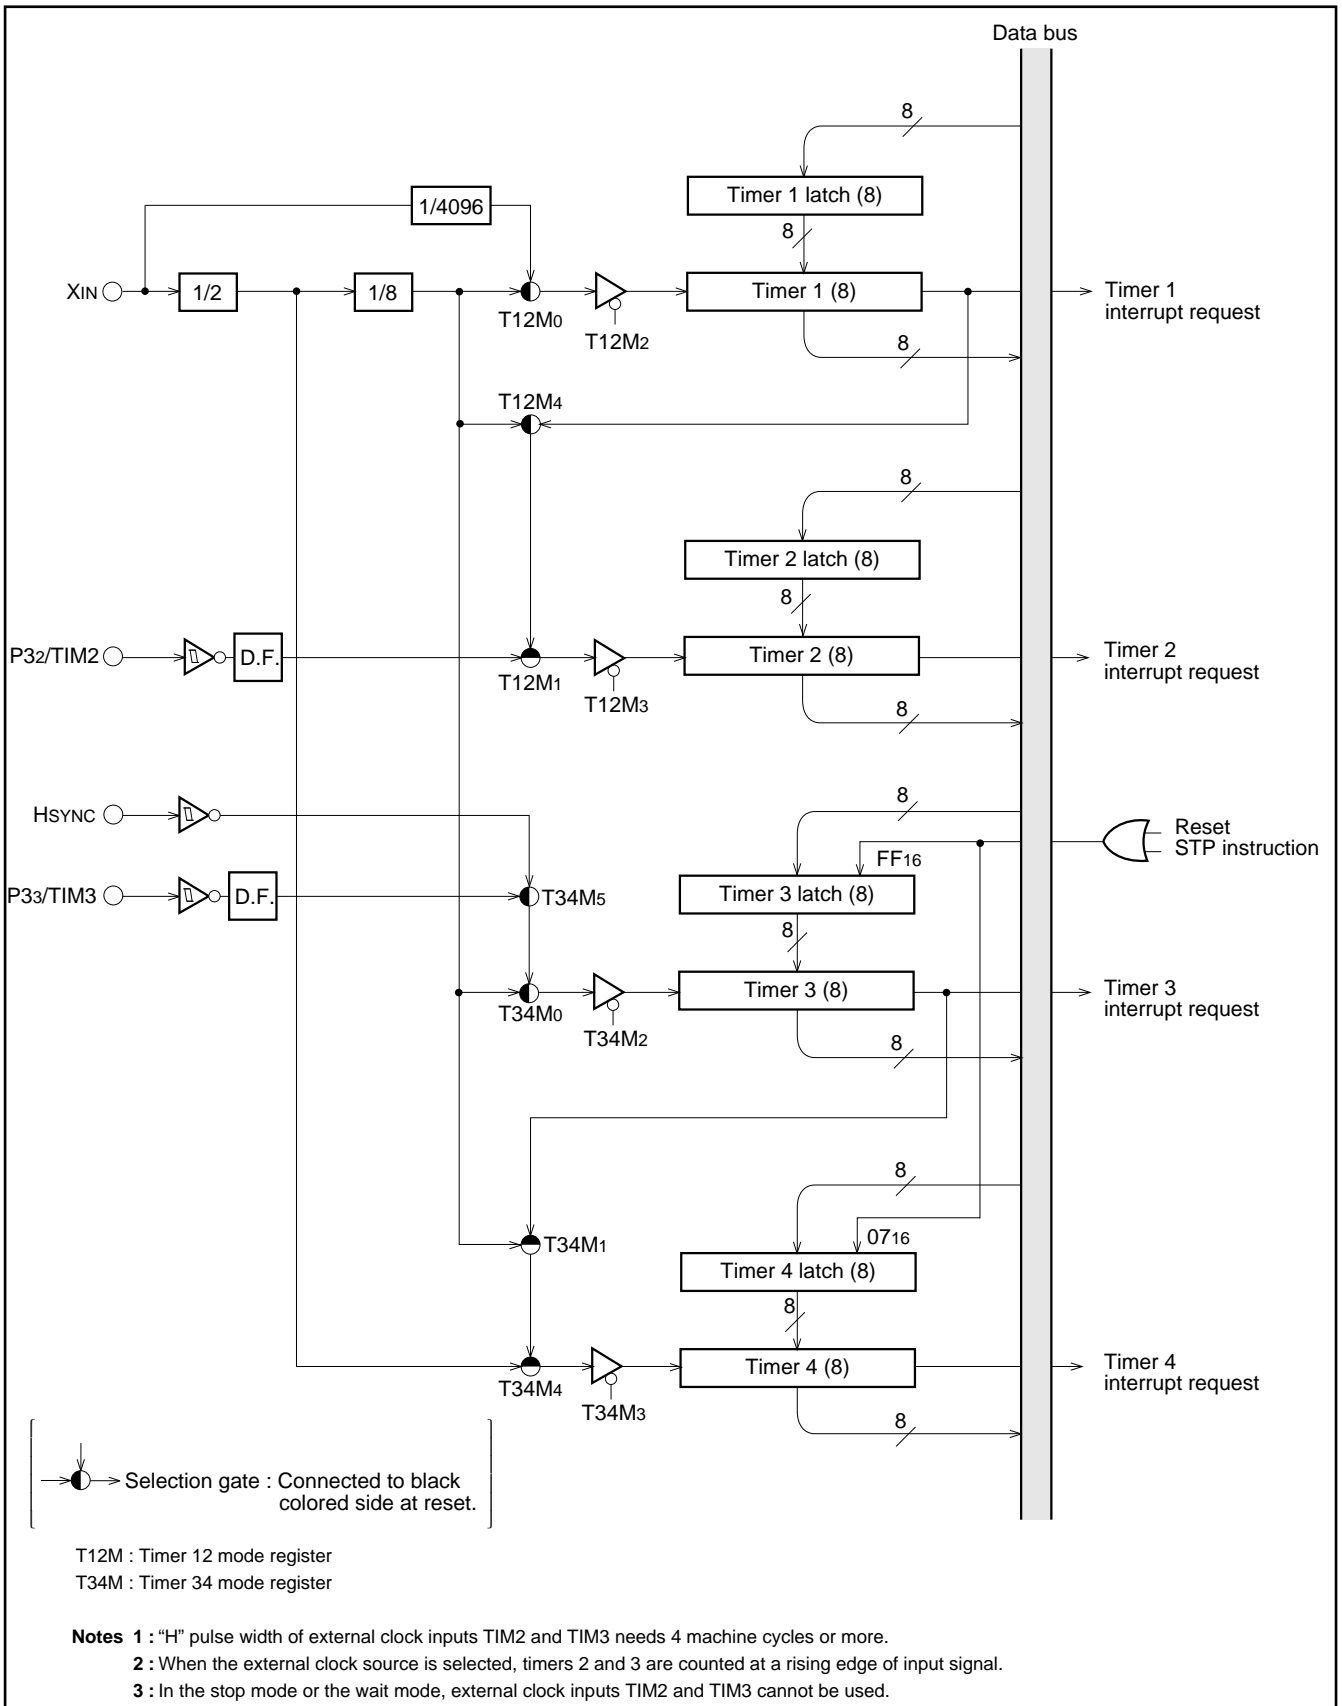 Data bus
8
Timer 1 latch (8)
1/4096
8
XIN
1/2
1/8
T12M0
T12M2
Timer 1 (8)
Timer 1
interrupt request
8
T12M4
8
Timer 2 latch (8)
8
P32/TIM2
D.F.
T12M1
T12M3
Timer 2 (8)
Timer 2
interrupt request
8
HSYNC
8
Reset
STP instruction
FF16
P33/TIM3
D.F.
T34M5
Timer 3 latch (8)
8
T34M0
T34M2
Timer 3 (8)
Timer 3
interrupt request
8
8
T34M1
0716
Timer 4 latch (8)
8
T34M4
T34M3
Timer 4 (8)
Timer 4
interrupt request
8
Selection gate : Connected to black
colored side at reset.
T12M : Timer 12 mode register
T34M : Timer 34 mode register
Notes 1 : “H” pulse width of external clock inputs TIM2 and TIM3 needs 4 machine cycles or more.
2 : When the external clock source is selected, timers 2 and 3 are counted at a rising edge of input signal.
3 : In the stop mode or the wait mode, external clock inputs TIM2 and TIM3 cannot be used.